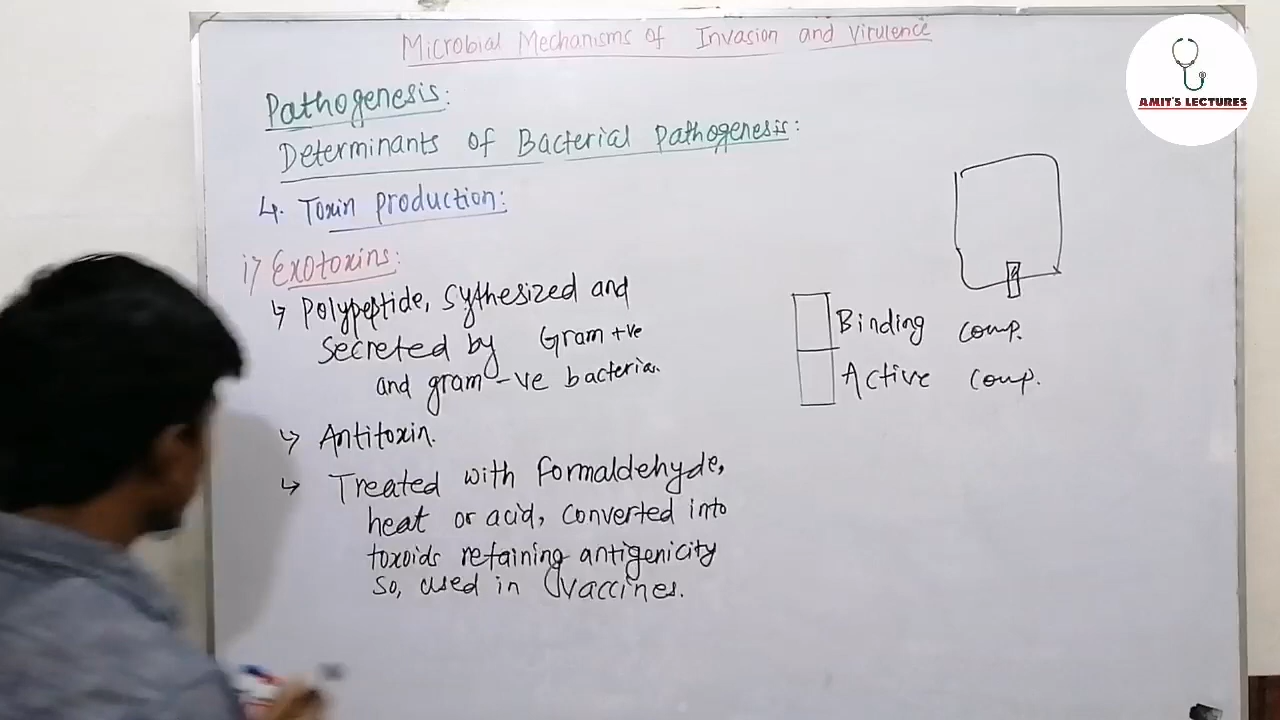 Microbial Mechanisms of Invasion and Virulence
AMIT'S LECTURES
Pathogenesis:
Determinants of Bacterial Pathogenesis:
4. Toxin production:
i) Exotoxins:
↳ Polypeptide, sythesized and
secreted by Gram +ve
and gram -ve bacteria.
↳ Antitoxin.
↳ Treated with formaldehyde,
heat or acid, converted into
toxoids retaining antigenicity
so, used in vaccines.
Binding comp.
Active comp.